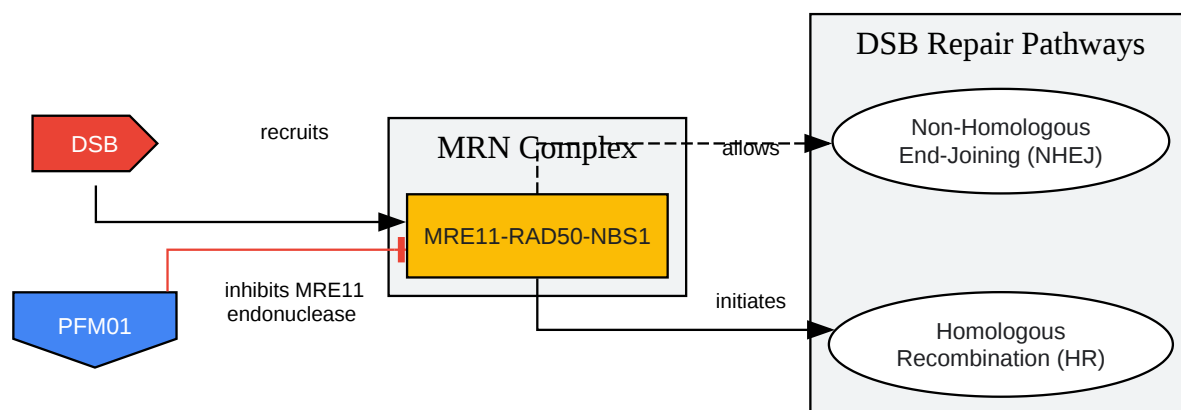 DSB Repair Pathways
DSB
recruits
MRN Complex
allows
Non-Homologous
End-Joining (NHEJ)
MRE11-RAD50-NBS1
inhibits MRE11
endonuclease
initiates
PFM01
Homologous
Recombination (HR)